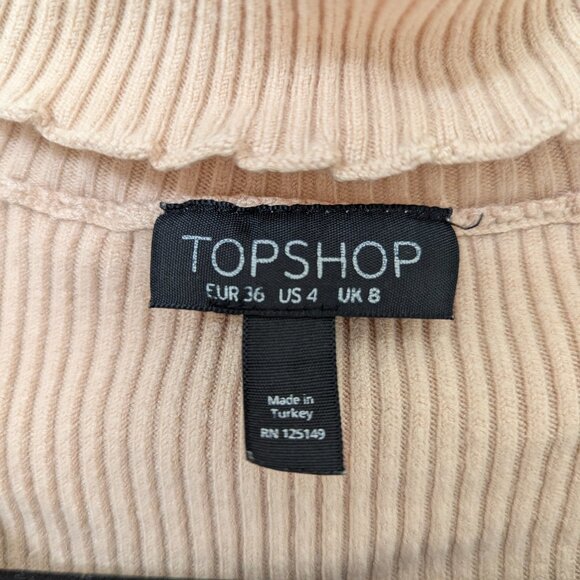 TOPSHOP
EUR 36 US 4 UK 8
Made in
Turkey
RN 125149